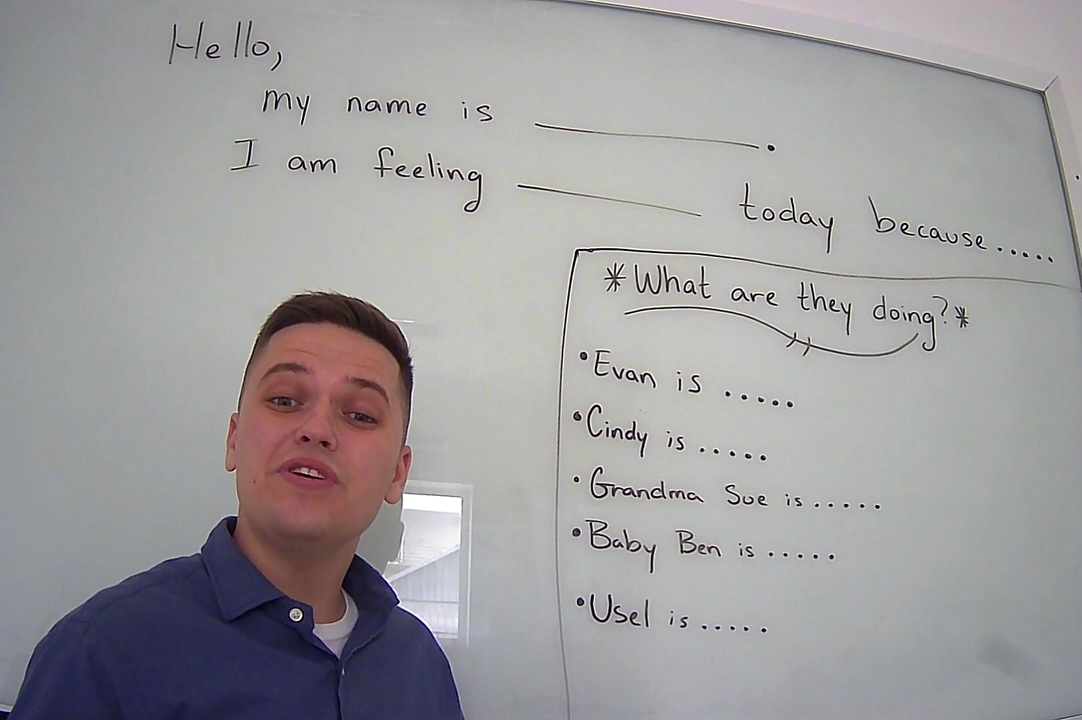 Hello,
my name is ________.
I am feeling ________ today because.....
*What are they doing?*
•Evan is .....
•Cindy is .....
•Grandma Sue is .....
•Baby Ben is .....
•Usel is .....